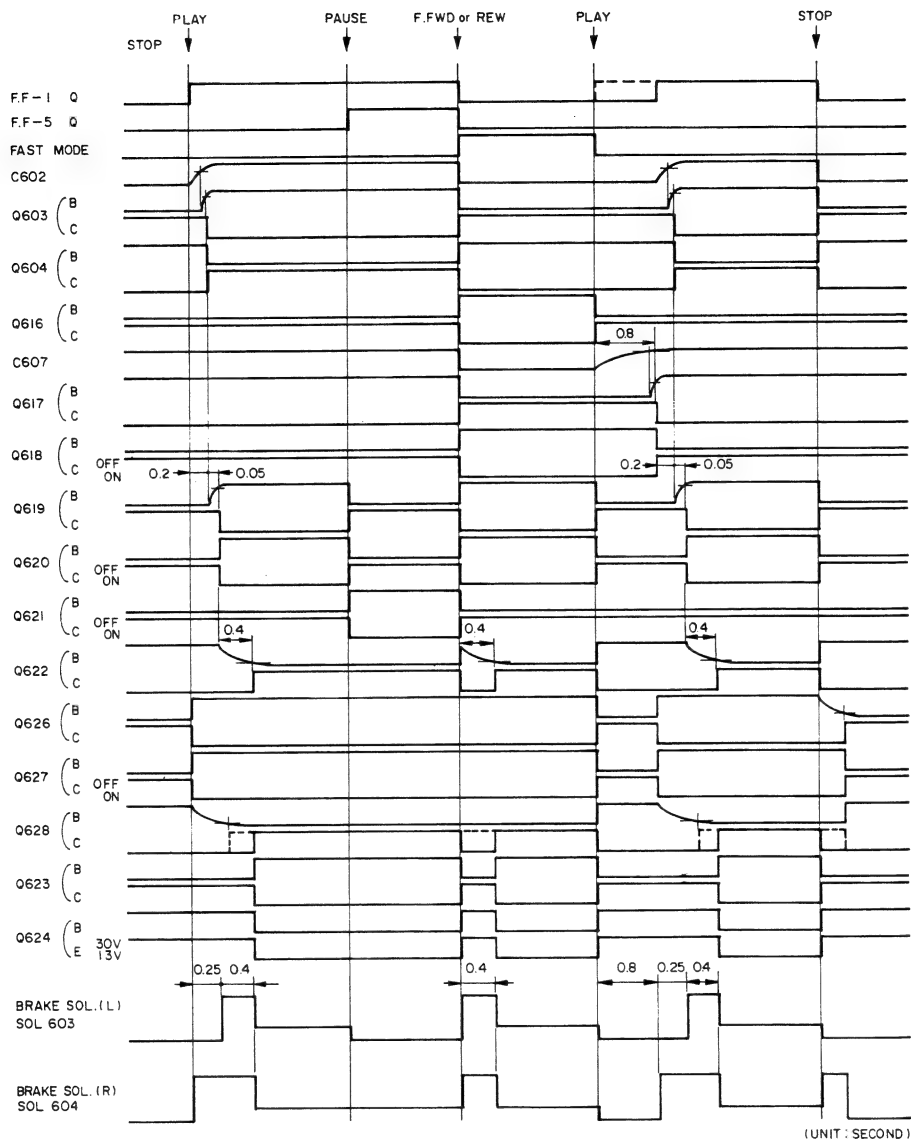 PLAY PAUSE F.FWD or REW PLAY STOP
STOP
F.F-1 Q
F.F-5 Q
FAST MODE
C602
Q603 ( B
C
Q604 ( B
C
Q616 ( B
C
0.8
C607
Q617 ( B
C
Q618 ( B
C OFF
ON
0.2 0.05 0.2 0.05
Q619 ( B
C
Q620 ( B
C OFF
ON
Q621 ( B
C OFF
ON
0.4 0.4 0.4
Q622 ( B
C
Q626 ( B
C
Q627 ( B
C OFF
ON
Q628 ( B
C
Q623 ( B
C
Q624 ( B
E 30V
13V
0.25 0.4 0.4 0.8 0.25 0.4
BRAKE SOL.(L)
SOL 603
BRAKE SOL.(R)
SOL 604
(UNIT : SECOND)